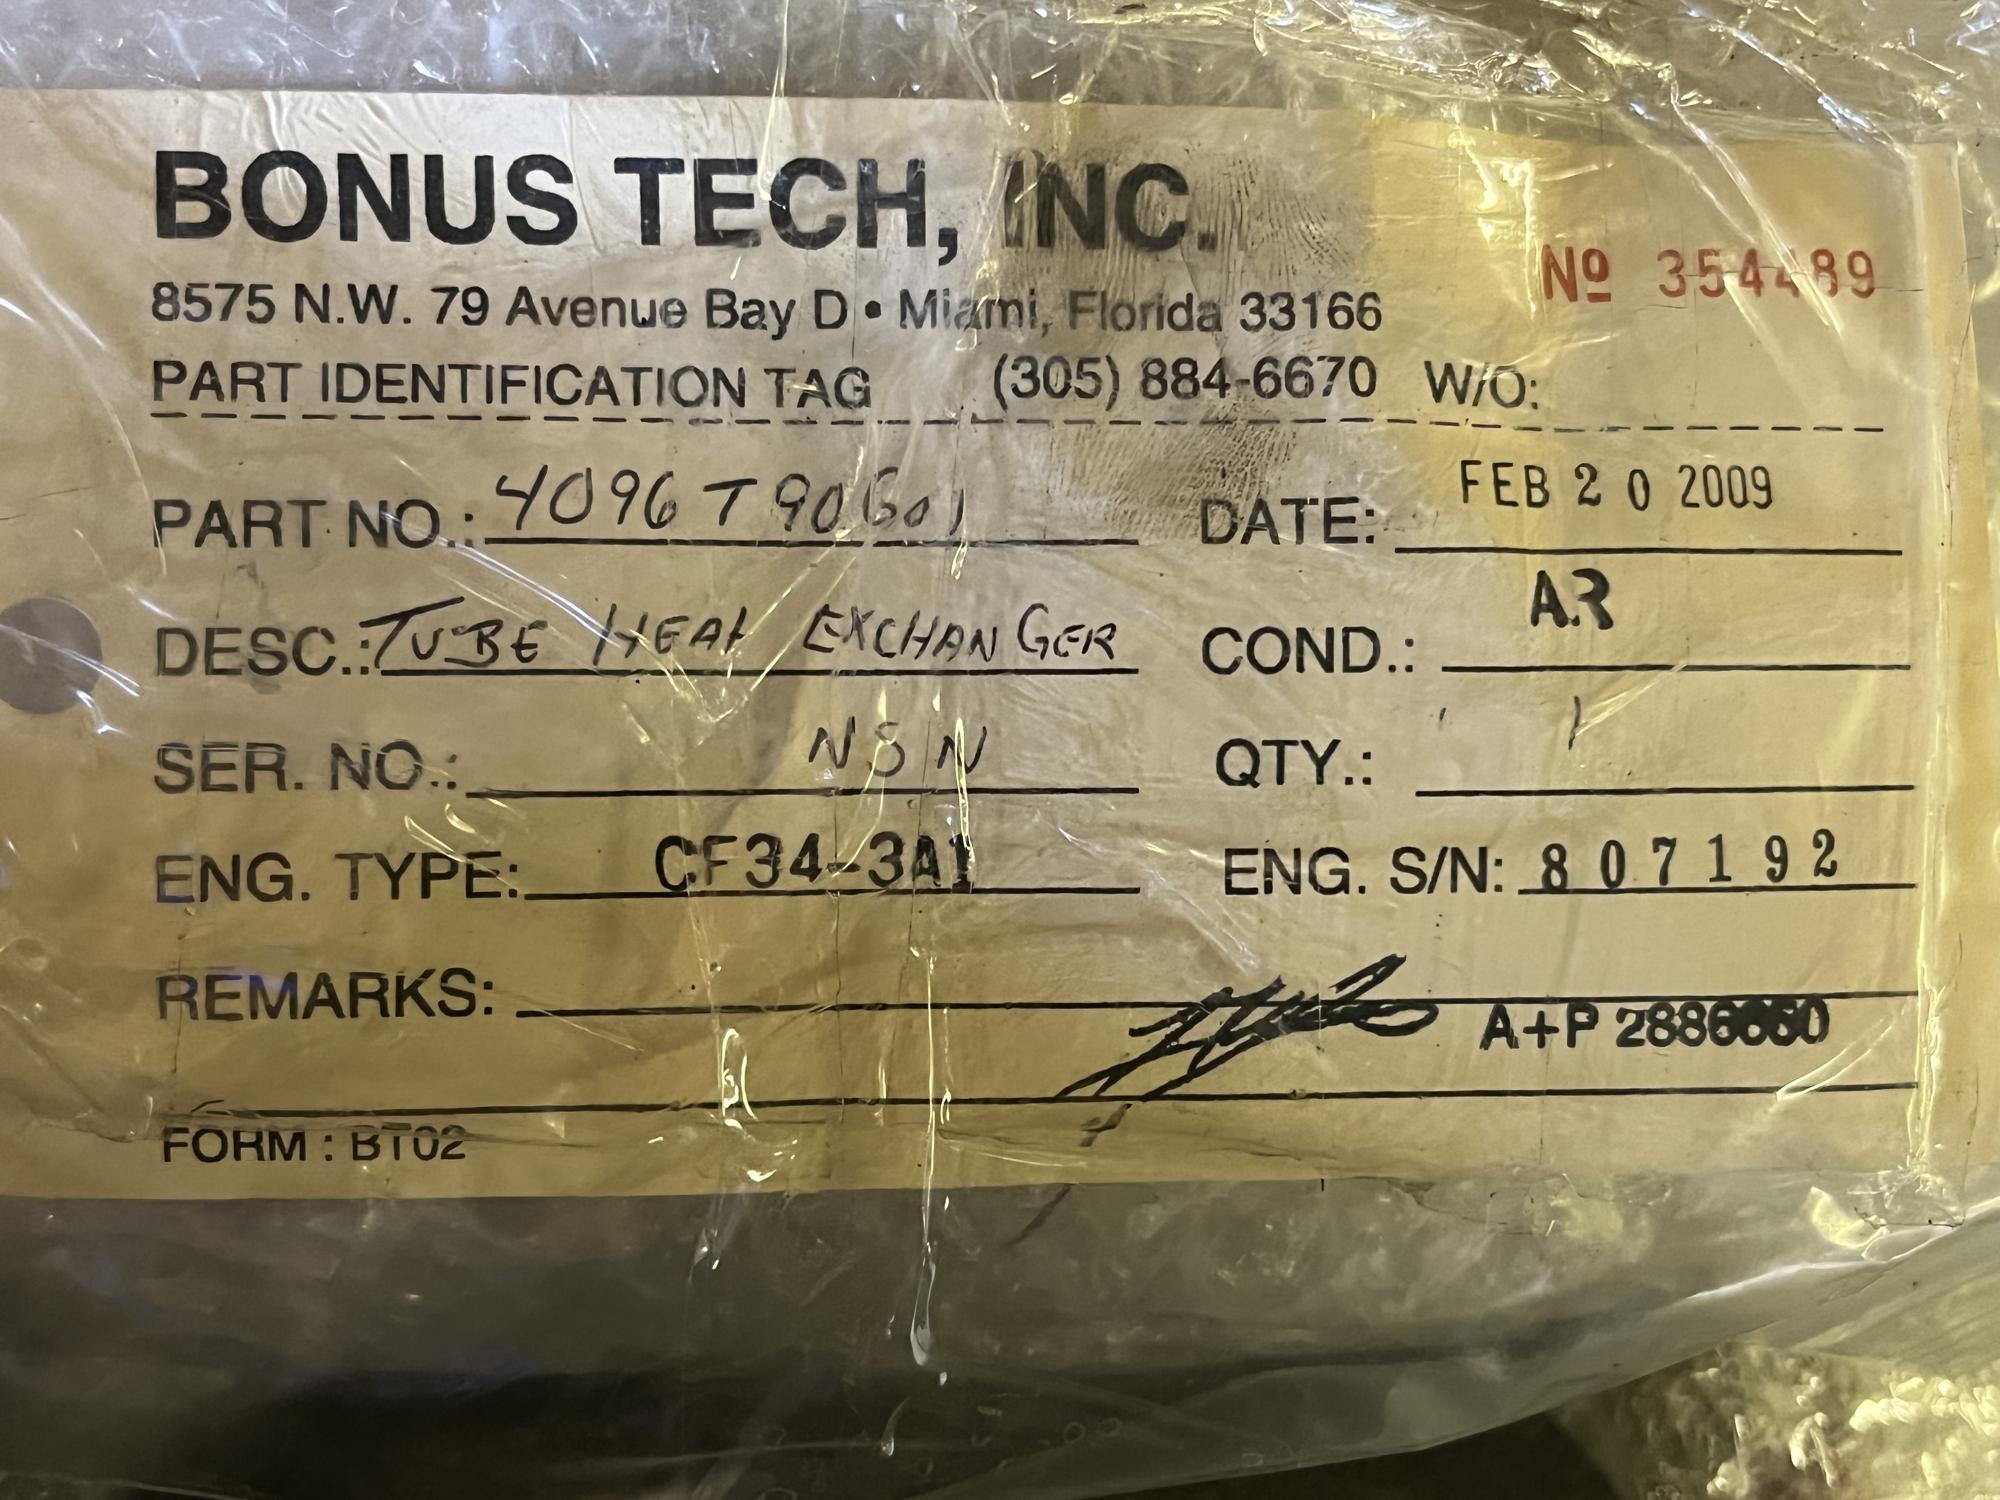 BONUS TECH, INC.
8575 N.W. 79 Avenue Bay D • Miami, Florida 33166
Nº 354489
PART IDENTIFICATION TAG (305) 884-6670 W/O:
PART NO.: 4096T90G01 DATE: FEB 20 2009
DESC.: TUBE HEAT EXCHANGER COND.: AR
SER. NO.: NSN QTY.: 1
ENG. TYPE: CF34-3A1 ENG. S/N: 807192
REMARKS:
A+P
FORM : BT02